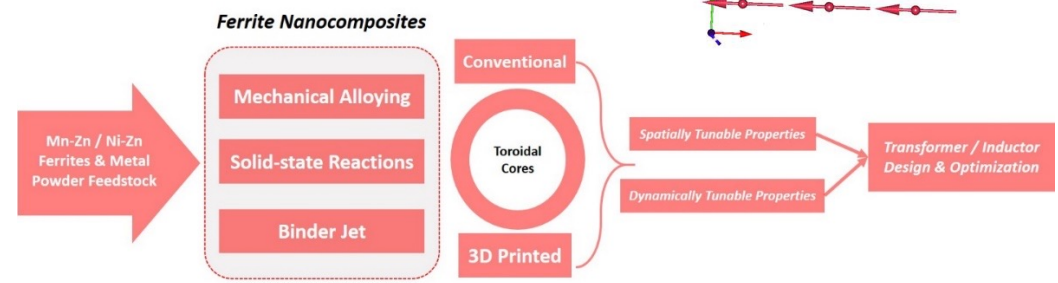 Ferrite Nanocomposites
Mn-Zn / Ni-Zn
Ferrites & Metal
Powder Feedstock
Mechanical Alloying
Solid-state Reactions
Binder Jet
Conventional
Toroidal
Cores
3D Printed
Spatially Tunable Properties
Dynamically Tunable Properties
Transformer / Inductor
Design & Optimization